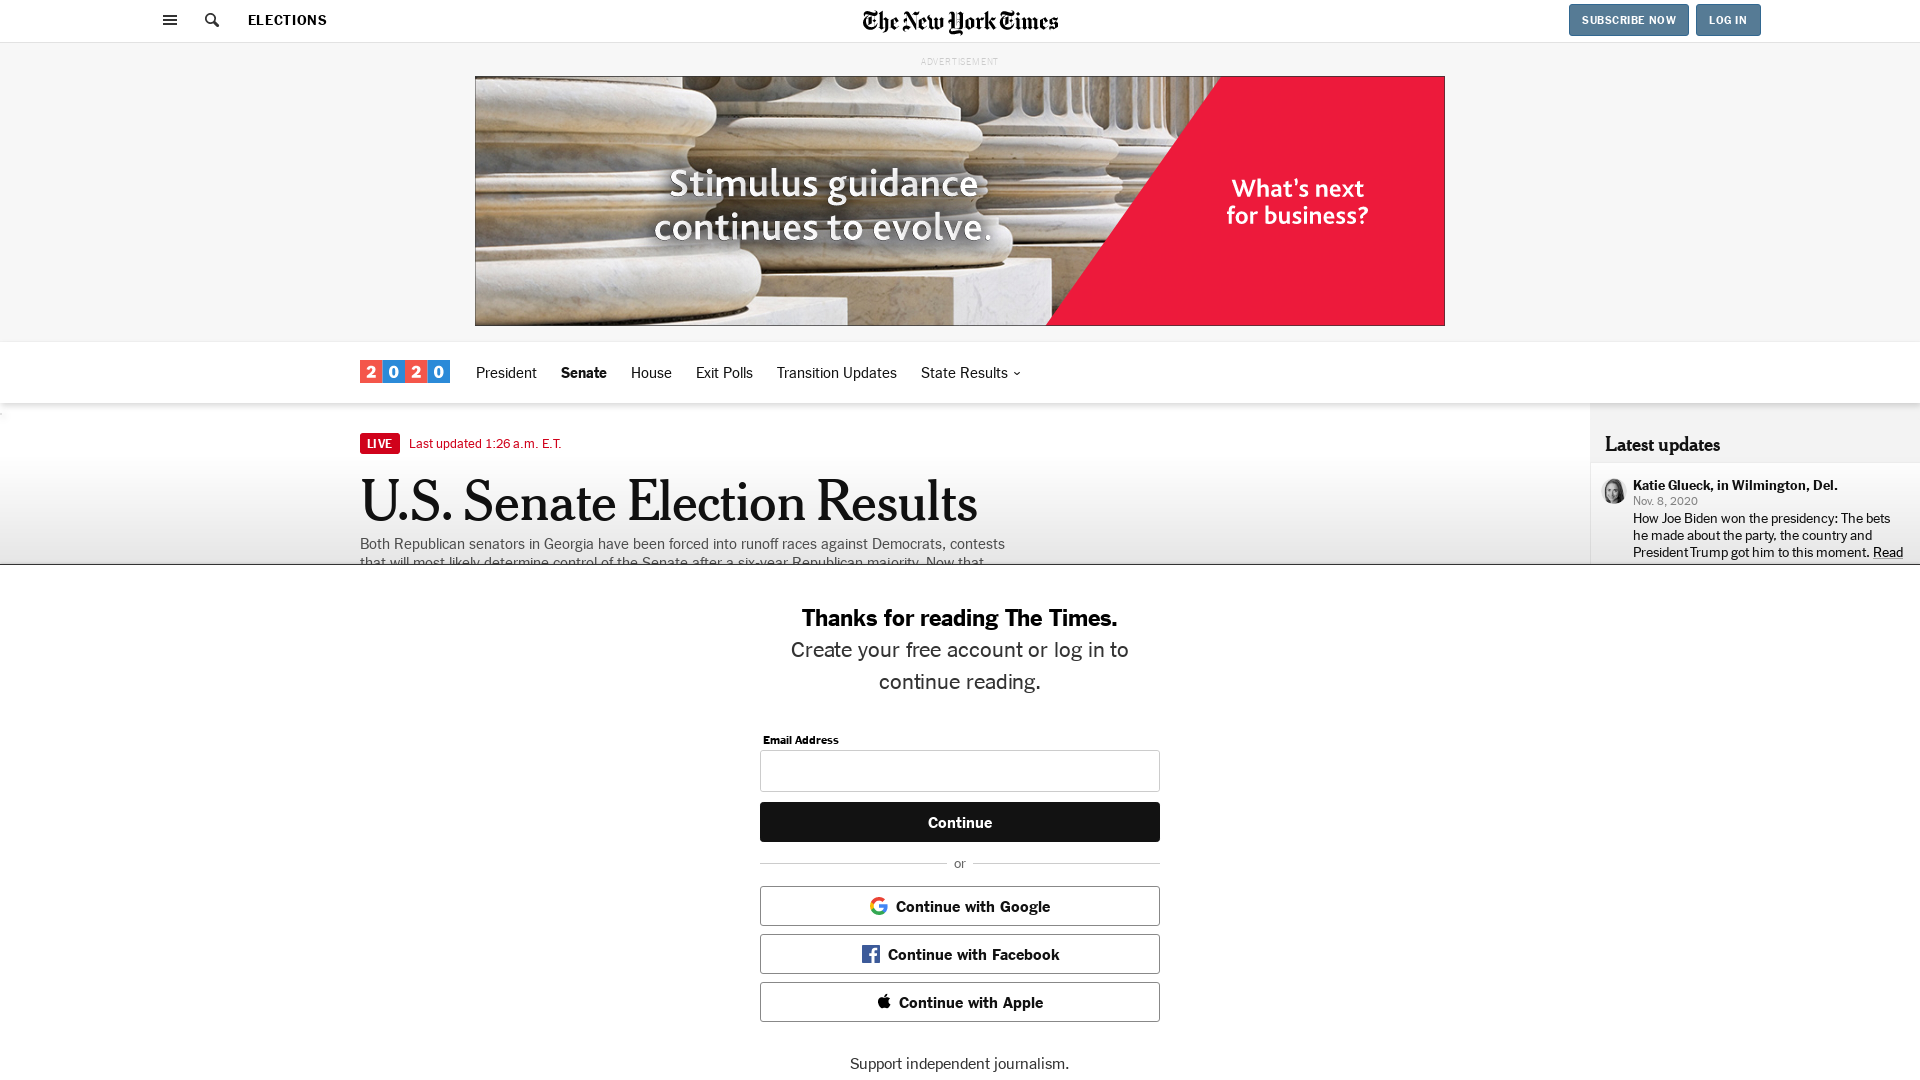 ELECTIONS
The New York Times
SUBSCRIBE NOW
LOG IN
ADVERTISEMENT
Stimulus guidance
continues to evolve.
What's next
for business?
2020
President
Senate
House
Exit Polls
Transition Updates
State Results
LIVE
Last updated 1:26 a.m. E.T.
U.S. Senate Election Results
Both Republican senators in Georgia have been forced into runoff races against Democrats, contests
that will most likely determine control of the Senate after a six-year Republican majority. Now that
Latest updates
Katie Glueck, in Wilmington, Del.
Nov. 8, 2020
How Joe Biden won the presidency: The bets
he made about the party, the country and
President Trump got him to this moment. Read
Thanks for reading The Times.
Create your free account or log in to
continue reading.
Email Address
Continue
or
Continue with Google
Continue with Facebook
Continue with Apple
Support independent journalism.